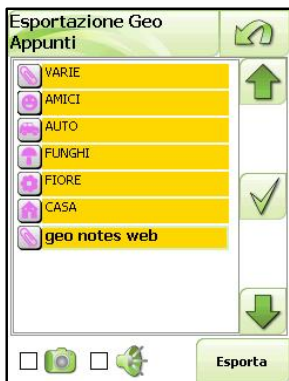 Esportazione Geo
Appunti
VARIE
AMICI
AUTO
FUNGHI
FIORE
CASA
geo notes web
Esporta